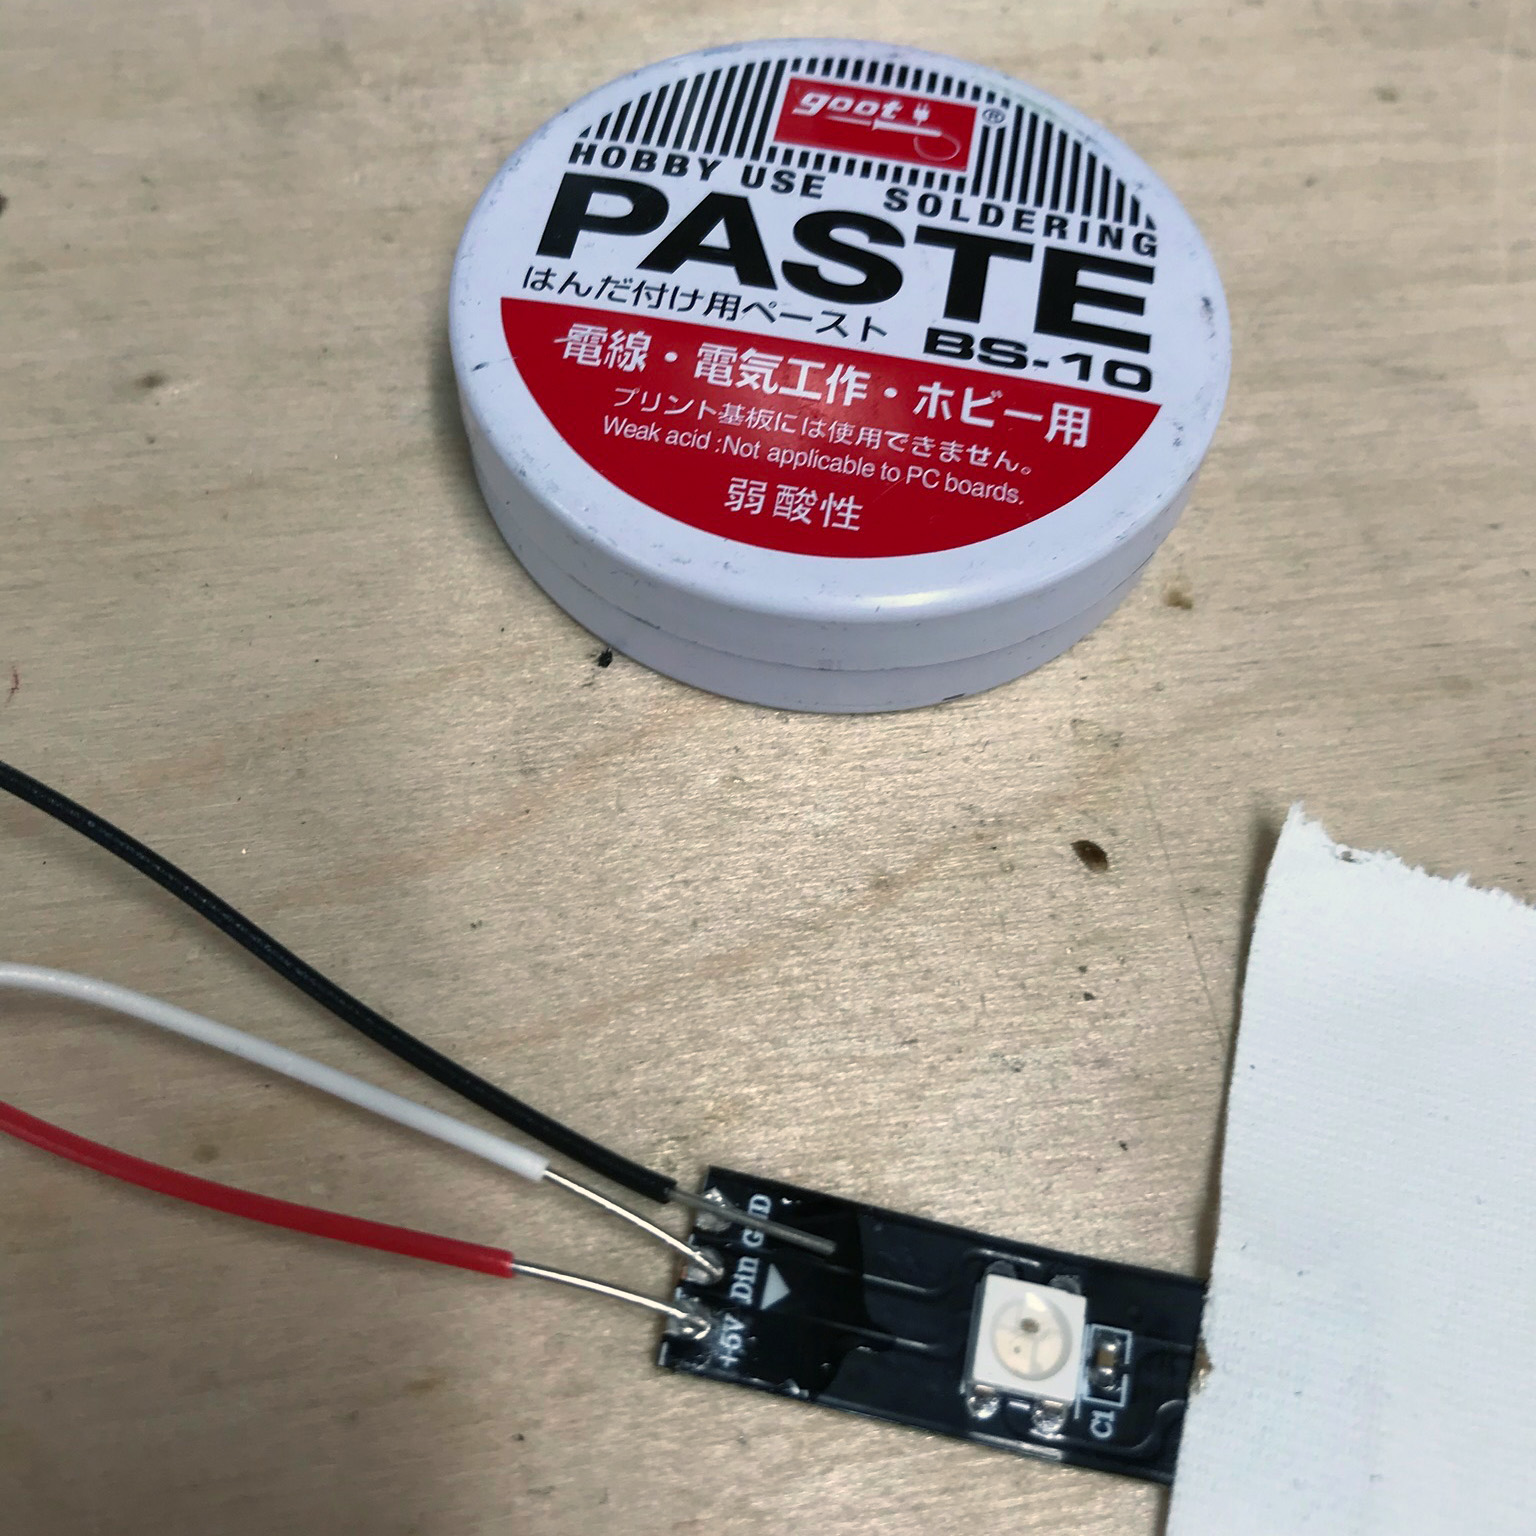 goot ®
HOBBY USE SOLDERING
PASTE
はんだ付け用ペースト BS-10
電線・電気工作・ホビー用
プリント基板には使用できません。
Weak acid :Not applicable to PC boards.
弱酸性
GND
Din
+5V
C1